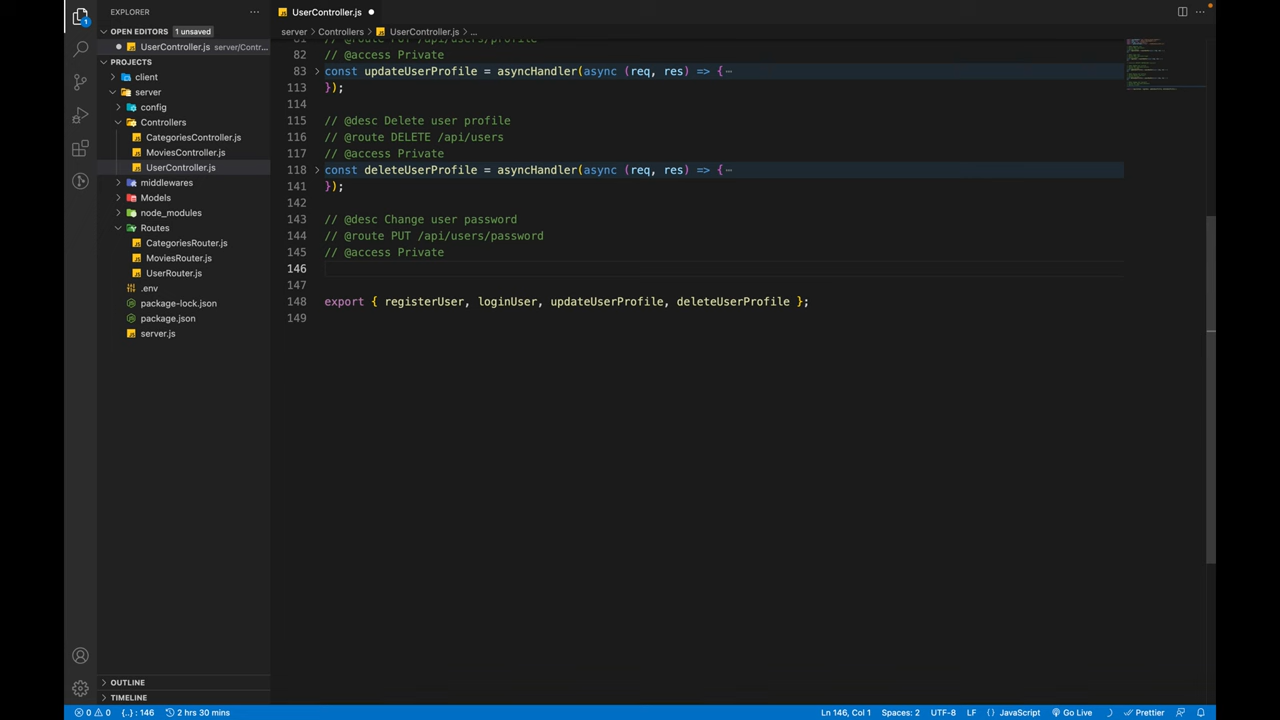 EXPLORER
OPEN EDITORS 1 unsaved
UserController.js server/Contr...
PROJECTS
client
server
config
Controllers
CategoriesController.js
MoviesController.js
UserController.js
middlewares
Models
node_modules
Routes
CategoriesRouter.js
MoviesRouter.js
UserRouter.js
.env
package-lock.json
package.json
server.js
OUTLINE
TIMELINE
UserController.js
server > Controllers > UserController.js > ...
81 // @route PUT /api/users/profile
82 // @access Private
83 const updateUserProfile = asyncHandler(async (req, res) => {⋯
113 });
114
115 // @desc Delete user profile
116 // @route DELETE /api/users
117 // @access Private
118 const deleteUserProfile = asyncHandler(async (req, res) => {⋯
141 });
142
143 // @desc Change user password
144 // @route PUT /api/users/password
145 // @access Private
146
147
148 export { registerUser, loginUser, updateUserProfile, deleteUserProfile };
149
0 0 {..} : 146 2 hrs 30 mins Ln 146, Col 1 Spaces: 2 UTF-8 LF {} JavaScript Go Live Prettier